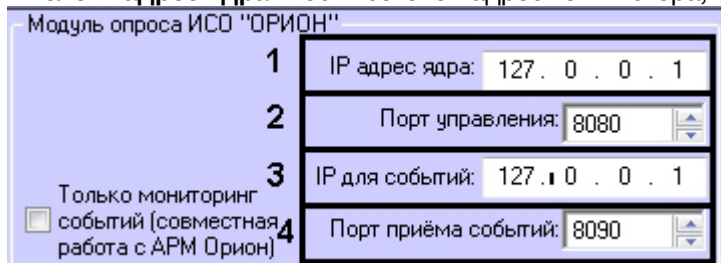 Модуль опроса ИСО "ОРИОН"
1 IP адрес ядра: 127. 0 . 0 . 1
2 Порт управления: 8080
3 IP для событий: 127. 0 . 0 . 1
Только мониторинг
событий (совместная
работа с АРМ Орион)
4 Порт приёма событий: 8090